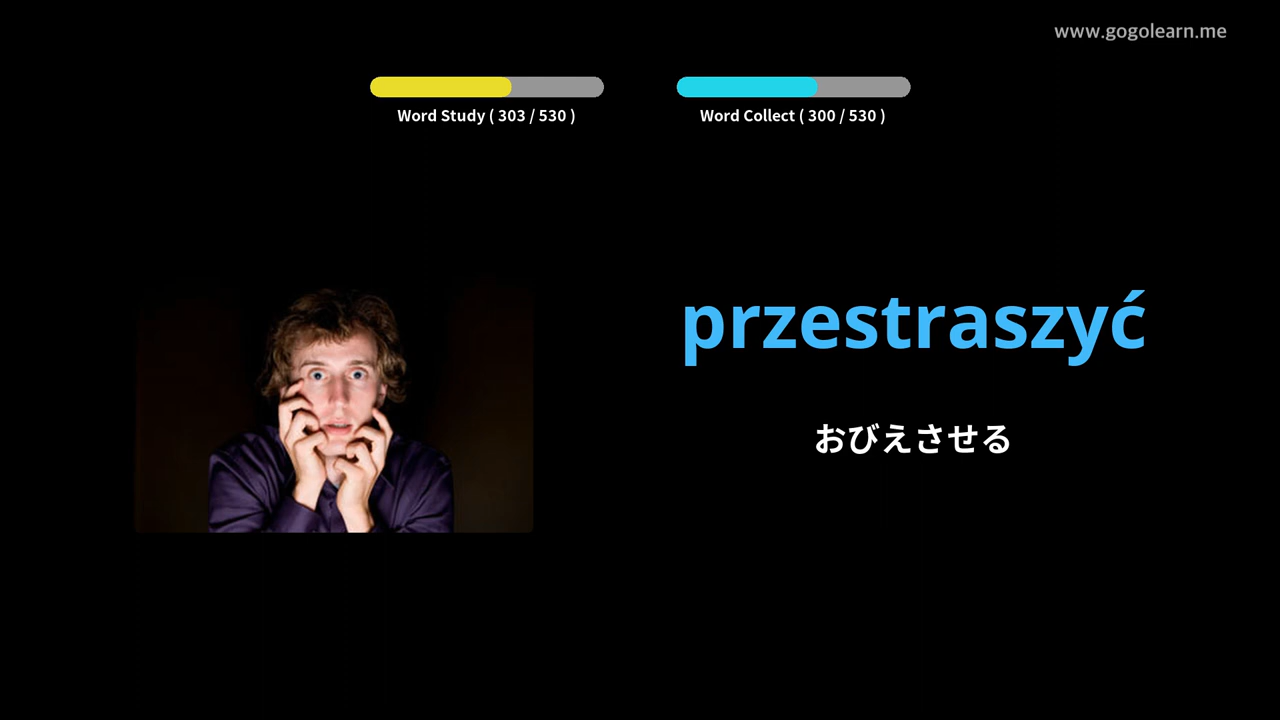 www.gogolearn.me
Word Study ( 303 / 530 )
Word Collect ( 300 / 530 )
przestraszyć
おびえさせる